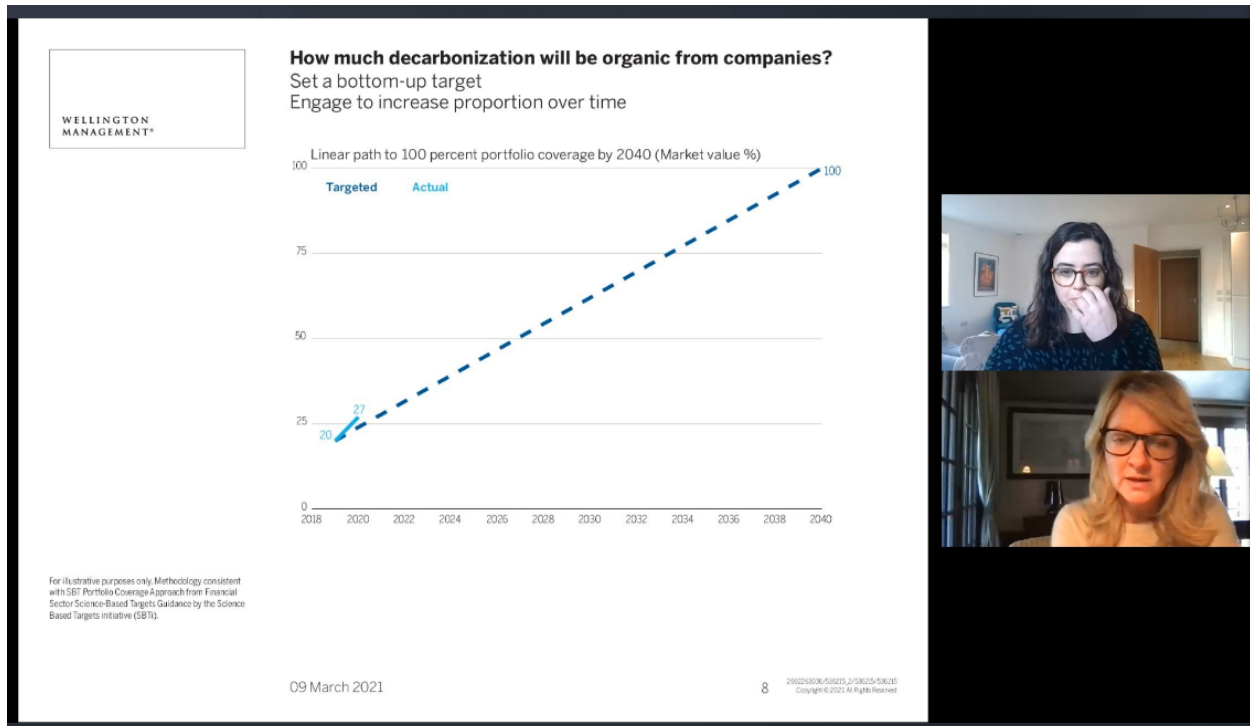 WELLINGTON
MANAGEMENT®
How much decarbonization will be organic from companies?
Set a bottom-up target
Engage to increase proportion over time
Linear path to 100 percent portfolio coverage by 2040 (Market value %)
100
Targeted Actual
100
75
50
27
25
20
0
2018 2020 2022 2024 2026 2028 2030 2032 2034 2036 2038 2040
For illustrative purposes only. Methodology consistent
with SBT Portfolio Coverage Approach from Financial
Sector Science-Based Targets Guidance by the Science
Based Targets initiative (SBTi).
09 March 2021
8
Copyright © 2021 All Rights Reserved